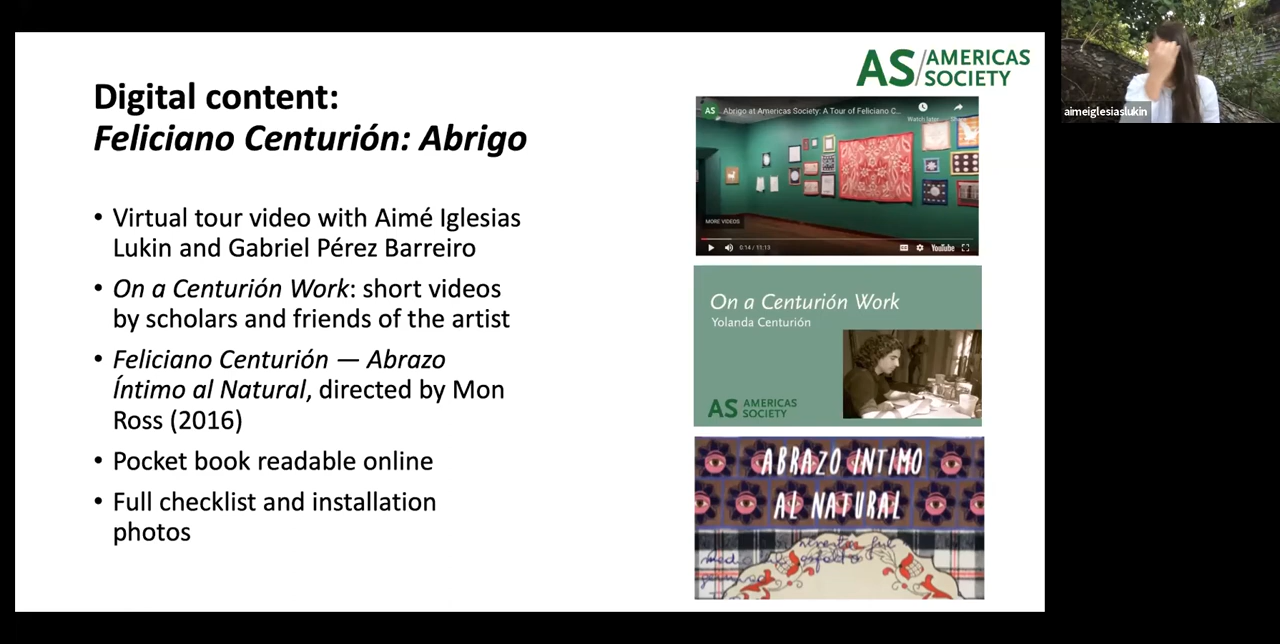 Digital content:
Feliciano Centurión: Abrigo
• Virtual tour video with Aimé Iglesias
Lukin and Gabriel Pérez Barreiro
• On a Centurión Work: short videos
by scholars and friends of the artist
• Feliciano Centurión — Abrazo
Íntimo al Natural, directed by Mon
Ross (2016)
• Pocket book readable online
• Full checklist and installation
photos
AS/AMERICAS
SOCIETY
AS Abrigo at Americas Society: A Tour of Feliciano C...
Watch later
MORE VIDEOS
0:14 / 11:13
CC
YouTube
On a Centurión Work
Yolanda Centurión
AS AMERICAS
SOCIETY
ABRAZO INTIMO
AL NATURAL
aimeiglesiaslukin